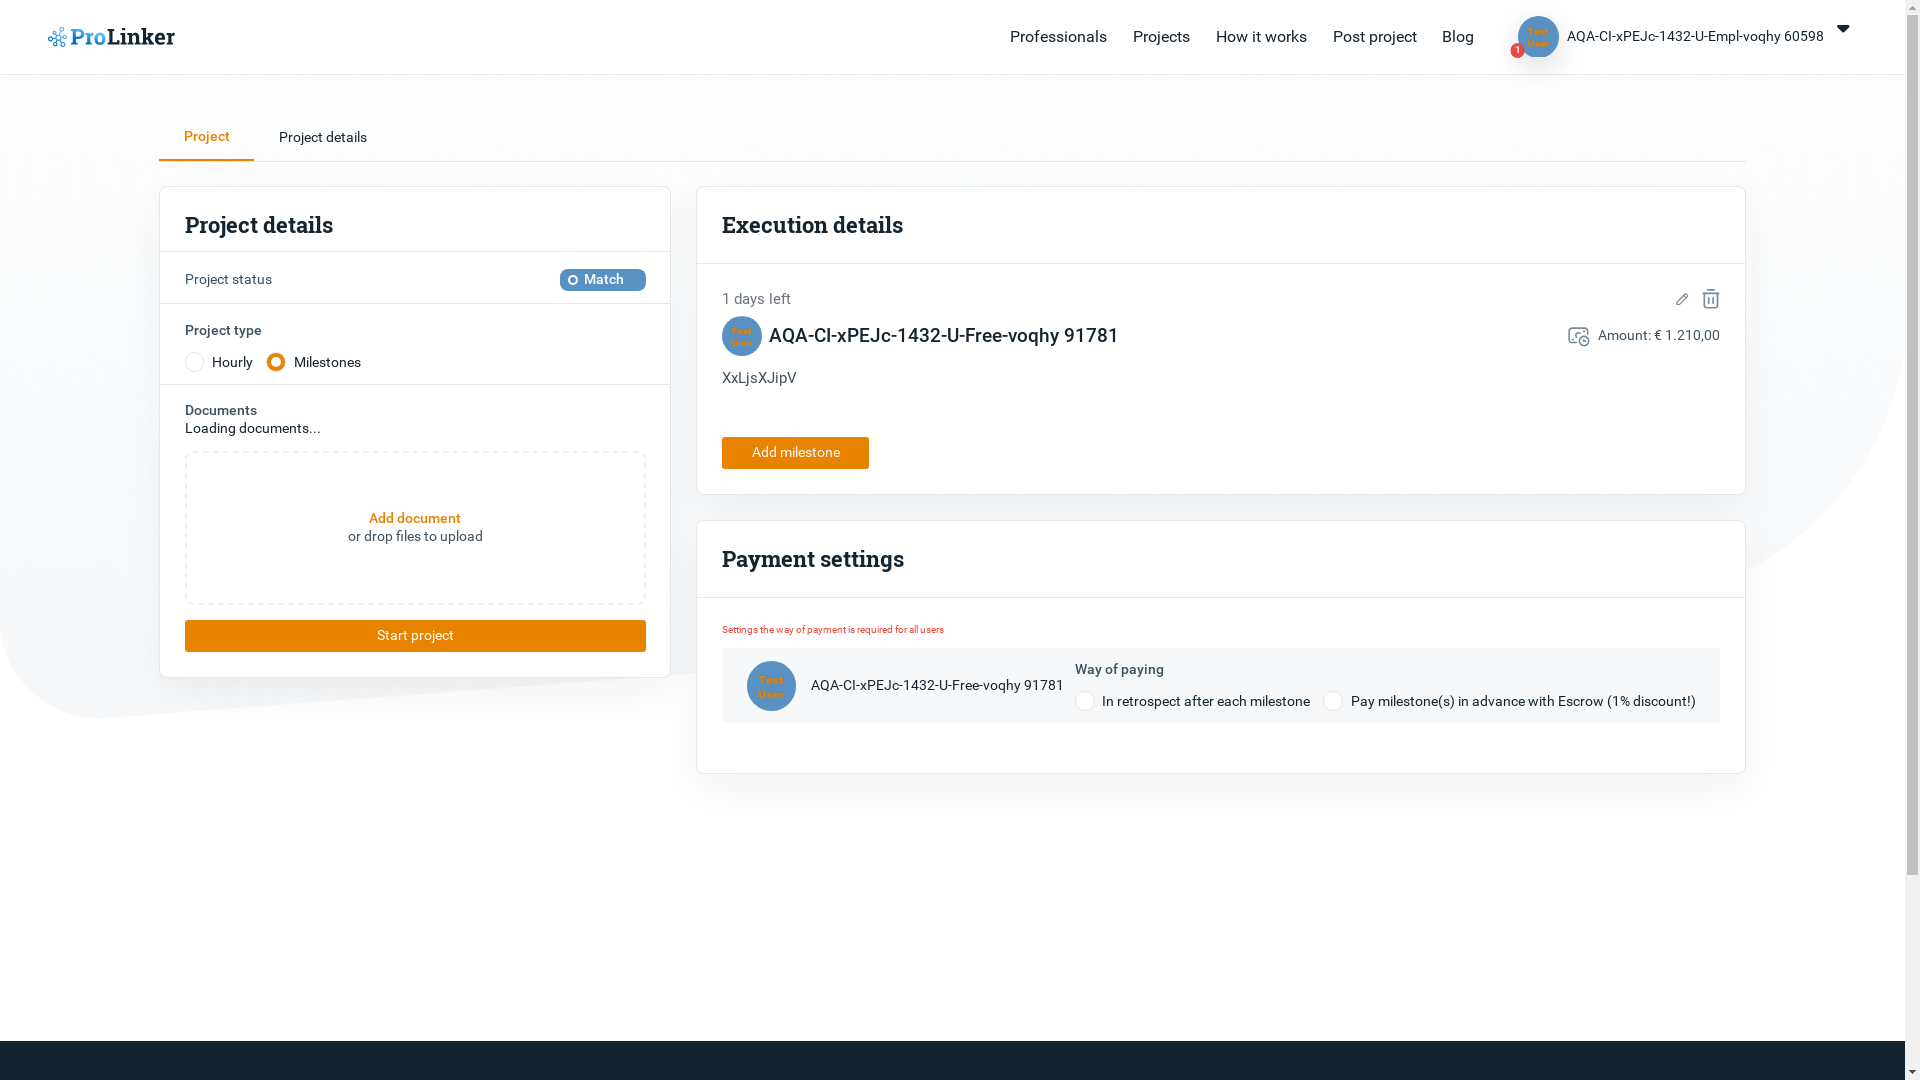 ProLinker
Professionals
Projects
How it works
Post project
Blog
Test
User
1
AQA-CI-xPEJc-1432-U-Empl-voqhy 60598
Project
Project details
Project details
Project status
Match
Project type
Hourly
Milestones
Documents
Loading documents...
Add document
or drop files to upload
Start project
Execution details
1 days left
Test
User
AQA-CI-xPEJc-1432-U-Free-voqhy 91781
Amount: € 1.210,00
XxLjsXJipV
Add milestone
Payment settings
Settings the way of payment is required for all users
Test
User
AQA-CI-xPEJc-1432-U-Free-voqhy 91781
Way of paying
In retrospect after each milestone
Pay milestone(s) in advance with Escrow (1% discount!)